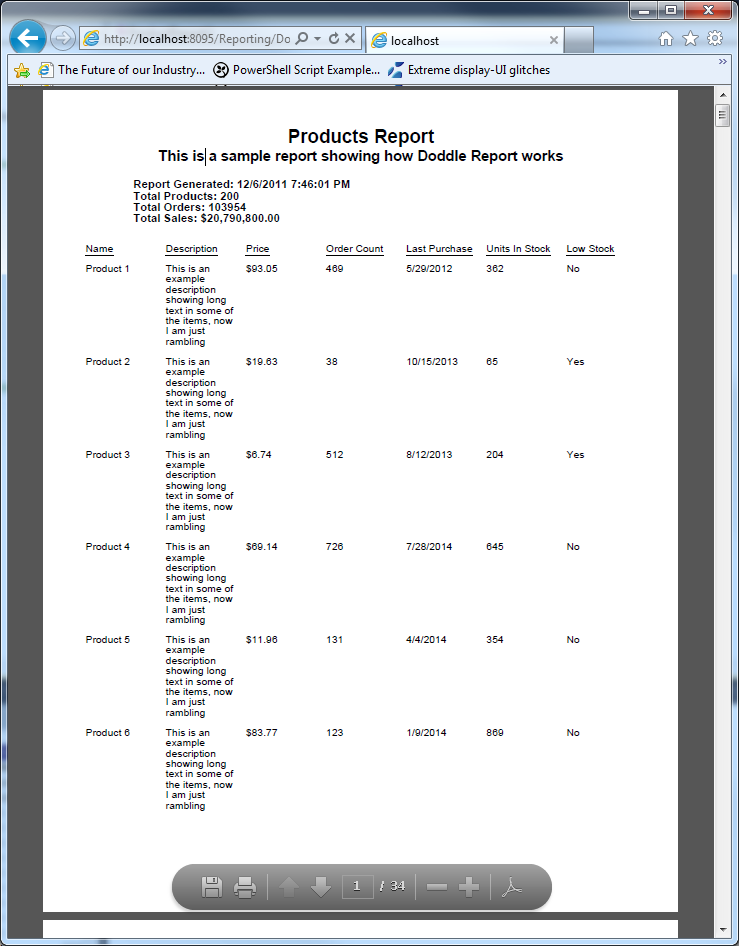 http://localhost:8095/Reporting/Do
localhost
The Future of our Industry... PowerShell Script Example... Extreme display-UI glitches
Products Report
This is a sample report showing how Doddle Report works
Report Generated: 12/6/2011 7:46:01 PM
Total Products: 200
Total Orders: 103954
Total Sales: $20,790,800.00
Name Description Price Order Count Last Purchase Units In Stock Low Stock
Product 1 This is an $93.05 469 5/29/2012 362 No
example
description
showing long
text in some of
the items, now
I am just
rambling
Product 2 This is an $19.63 38 10/15/2013 65 Yes
example
description
showing long
text in some of
the items, now
I am just
rambling
Product 3 This is an $6.74 512 8/12/2013 204 Yes
example
description
showing long
text in some of
the items, now
I am just
rambling
Product 4 This is an $69.14 726 7/28/2014 645 No
example
description
showing long
text in some of
the items, now
I am just
rambling
Product 5 This is an $11.96 131 4/4/2014 354 No
example
description
showing long
text in some of
the items, now
I am just
rambling
Product 6 This is an $83.77 123 1/9/2014 869 No
example
description
showing long
text in some of
the items, now
I am just
rambling
1 / 34